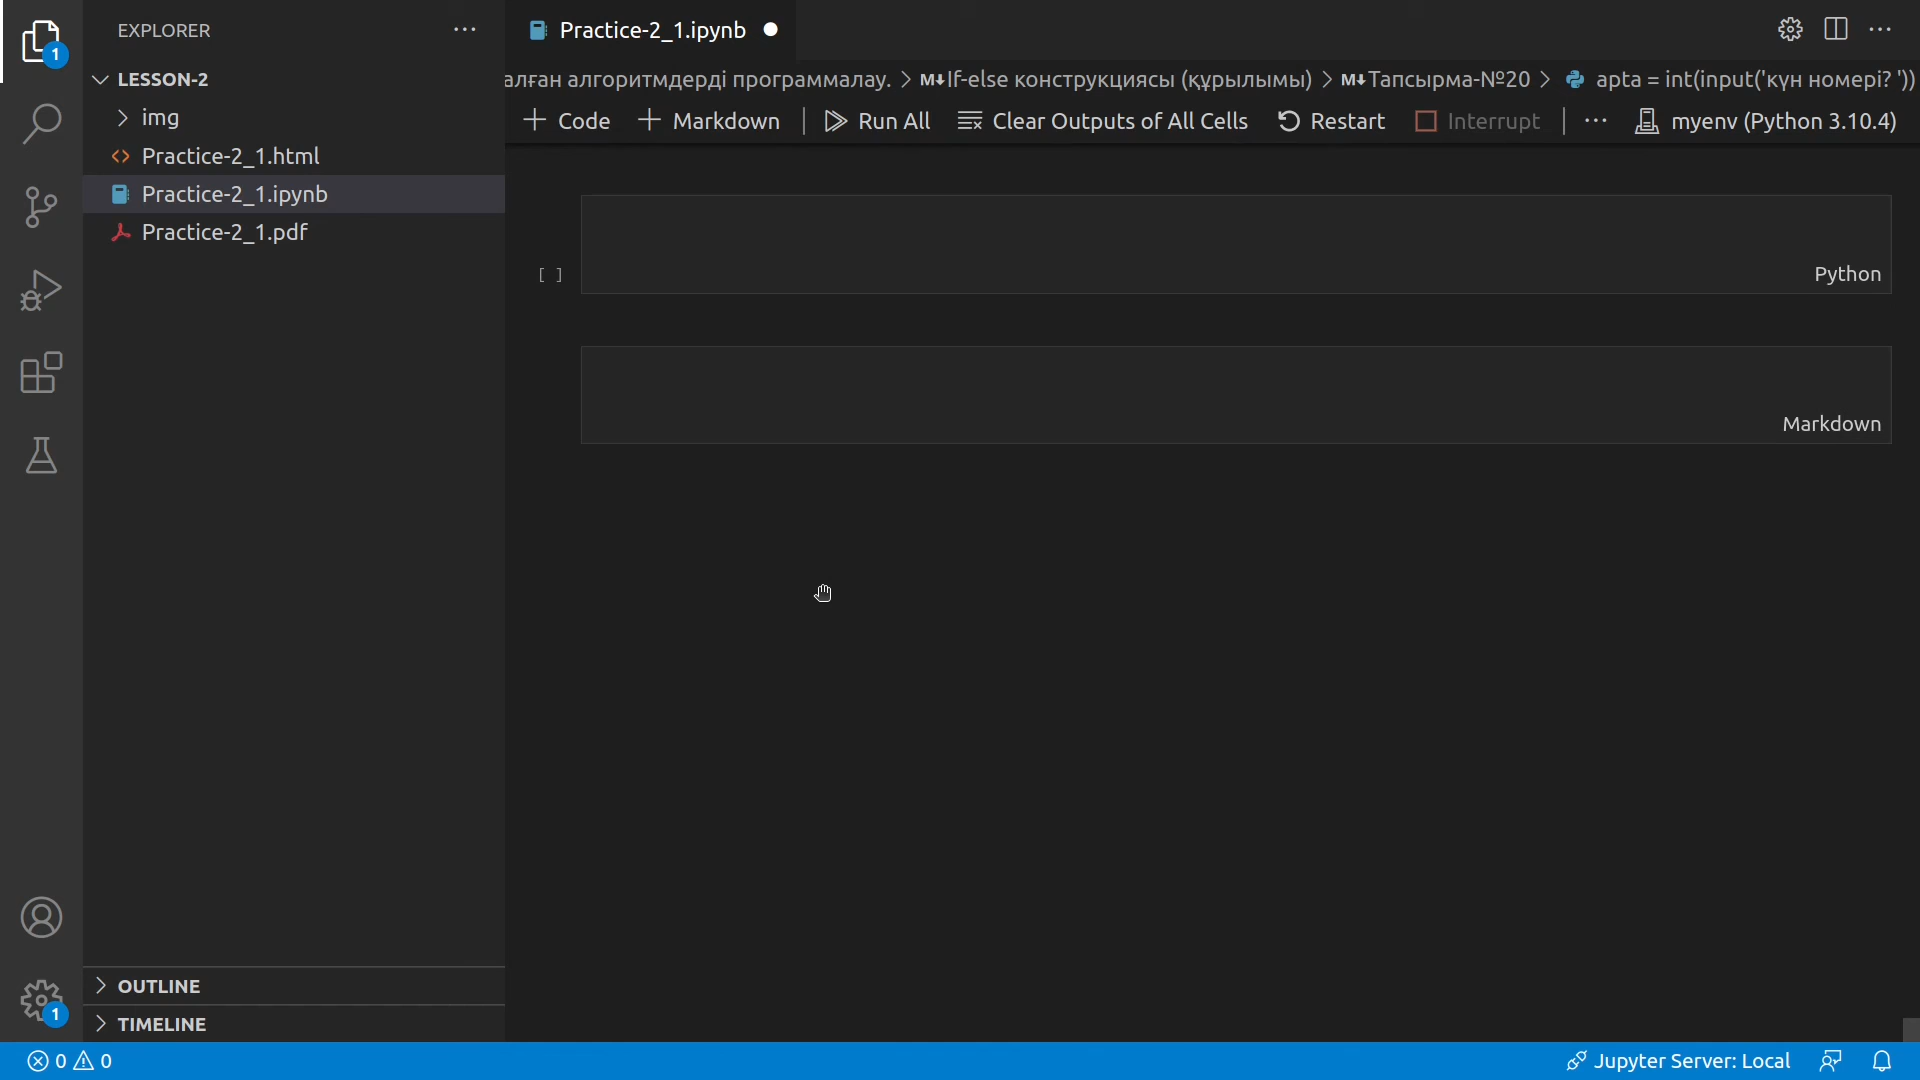 EXPLORER
Practice-2_1.ipynb
1
LESSON-2
алған алгоритмдерді программалау. > M↓If-else конструкциясы (құрылымы) > M↓Тапсырма-№20 > apta = int(input('күн номері? '))
img
+ Code + Markdown | Run All Clear Outputs of All Cells Restart Interrupt | ··· myenv (Python 3.10.4)
Practice-2_1.html
Practice-2_1.ipynb
Practice-2_1.pdf
[ ]
Python
Markdown
OUTLINE
1
TIMELINE
0 0
Jupyter Server: Local